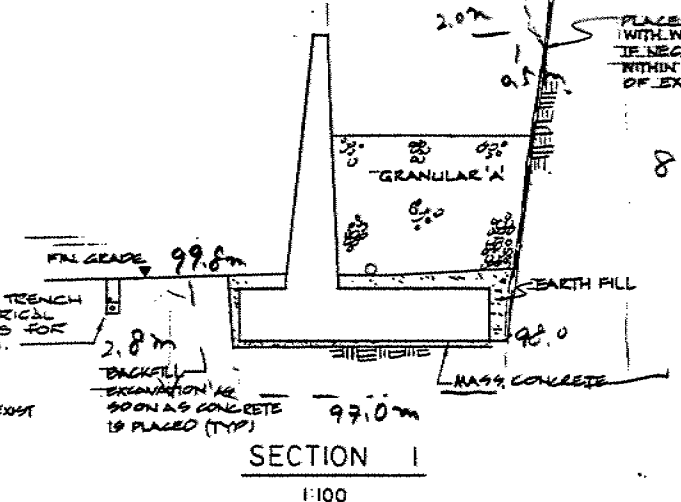 2.0m
PLACE
WITH W
IF NEC
WITHIN
OF EX
0.5m
8
GRANULAR 'A'
FIN. GRADE
99.8m
TRENCH
RICAL
S FOR
EARTH FILL
98.0
2.8m
BACKFILL
EXCAVATION AS
SOON AS CONCRETE
IS PLACED (TYP)
MASS CONCRETE
EXIST
97.0m
SECTION 1
1:100